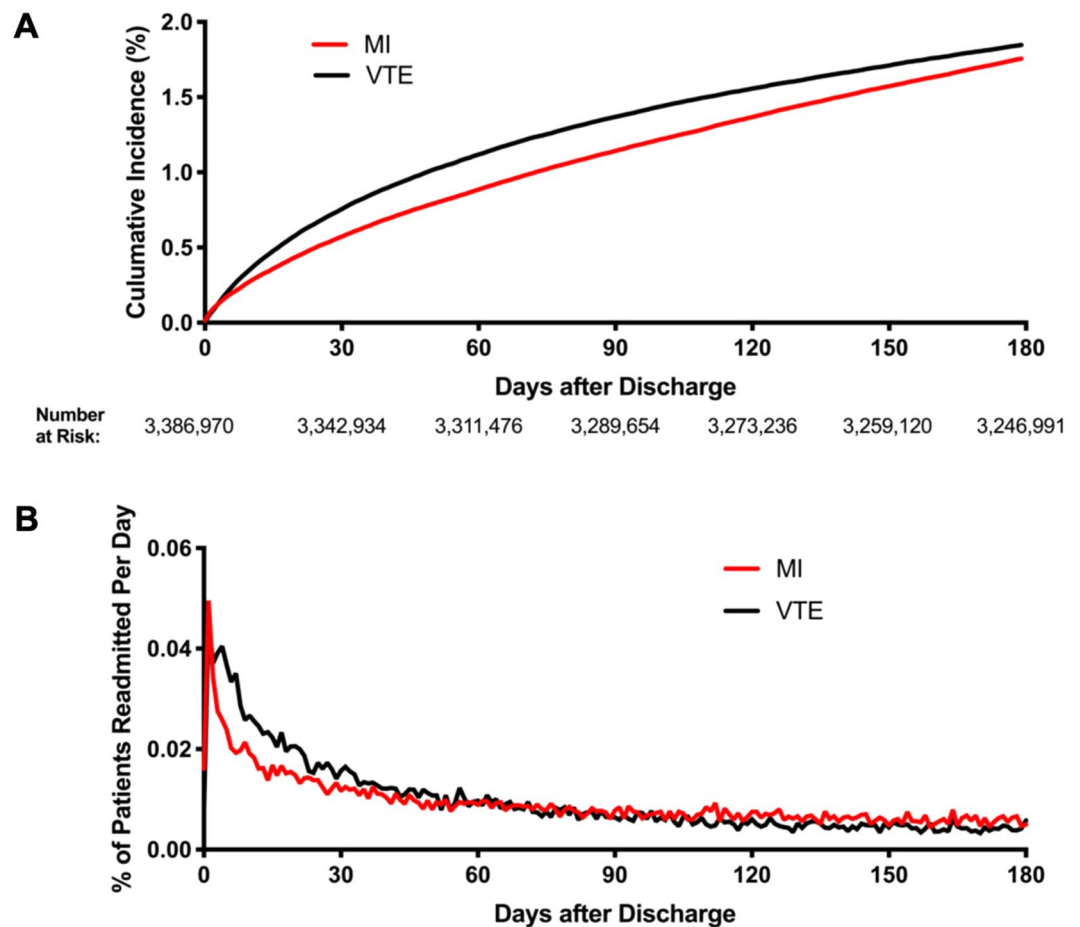 A
2.0
1.5
1.0
0.5
0.0
Culumative Incidence (%)
MI
VTE
0 30 60 90 120 150 180
Days after Discharge
Number
at Risk:
3,386,970 3,342,934 3,311,476 3,289,654 3,273,236 3,259,120 3,246,991
B
0.06
0.04
0.02
0.00
% of Patients Readmitted Per Day
MI
VTE
0 30 60 90 120 150 180
Days after Discharge